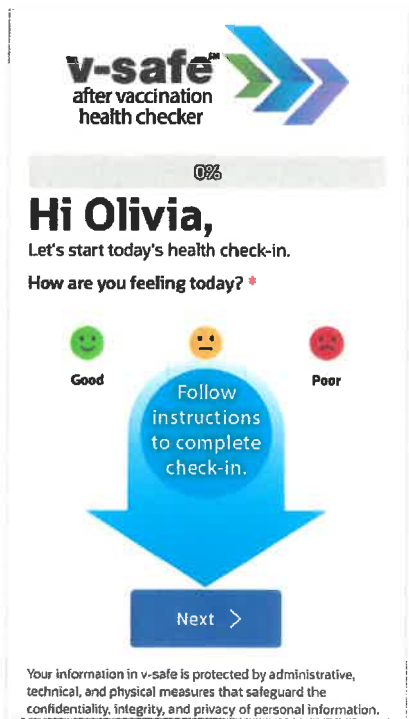 v-safe℠
after vaccination
health checker
0%
Hi Olivia,
Let's start today's health check-in.
How are you feeling today? *
Good Poor
Follow
instructions
to complete
check-in.
Next >
Your information in v-safe is protected by administrative,
technical, and physical measures that safeguard the
confidentiality, integrity, and privacy of personal information.